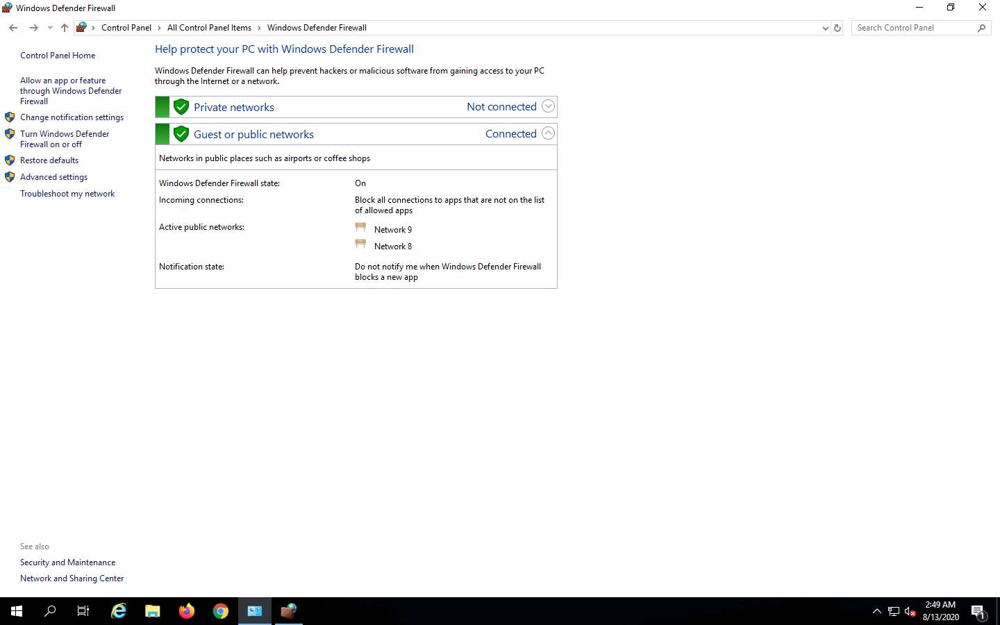 Windows Defender Firewall
Control Panel
All Control Panel Items
Windows Defender Firewall
Search Control Panel
Control Panel Home
Allow an app or feature
through Windows Defender
Firewall
Change notification settings
Turn Windows Defender
Firewall on or off
Restore defaults
Advanced settings
Troubleshoot my network
Help protect your PC with Windows Defender Firewall
Windows Defender Firewall can help prevent hackers or malicious software from gaining access to your PC
through the Internet or a network.
Private networks
Not connected
Guest or public networks
Connected
Networks in public places such as airports or coffee shops
Windows Defender Firewall state:
On
Incoming connections:
Block all connections to apps that are not on the list
of allowed apps
Active public networks:
Network 9
Network 8
Notification state:
Do not notify me when Windows Defender Firewall
blocks a new app
See also
Security and Maintenance
Network and Sharing Center
2:49 AM
8/13/2020
1